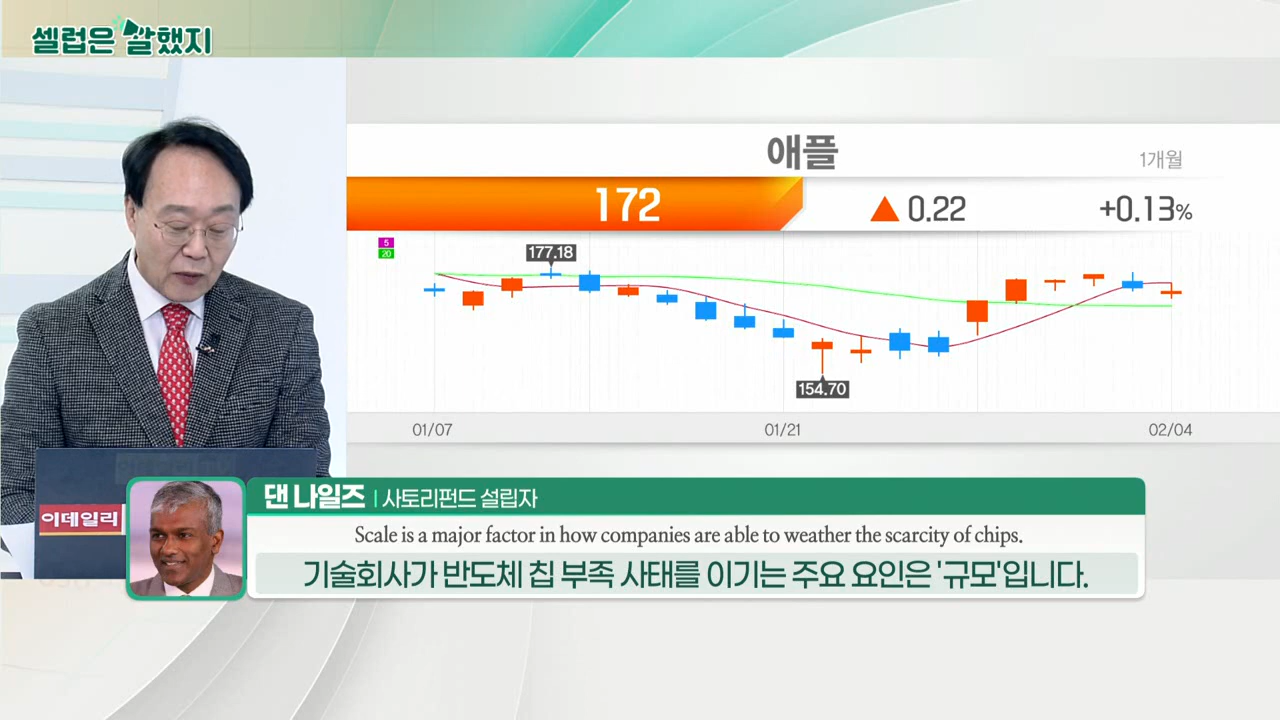 셀럽은 알했지
애플
1개월
172
▲ 0.22
+0.13%
5
20
177.18
154.70
01/07
01/21
02/04
이데일리
댄 나일즈 | 사토리펀드 설립자
Scale is a major factor in how companies are able to weather the scarcity of chips.
기술회사가 반도체 칩 부족 사태를 이기는 주요 요인은 '규모'입니다.